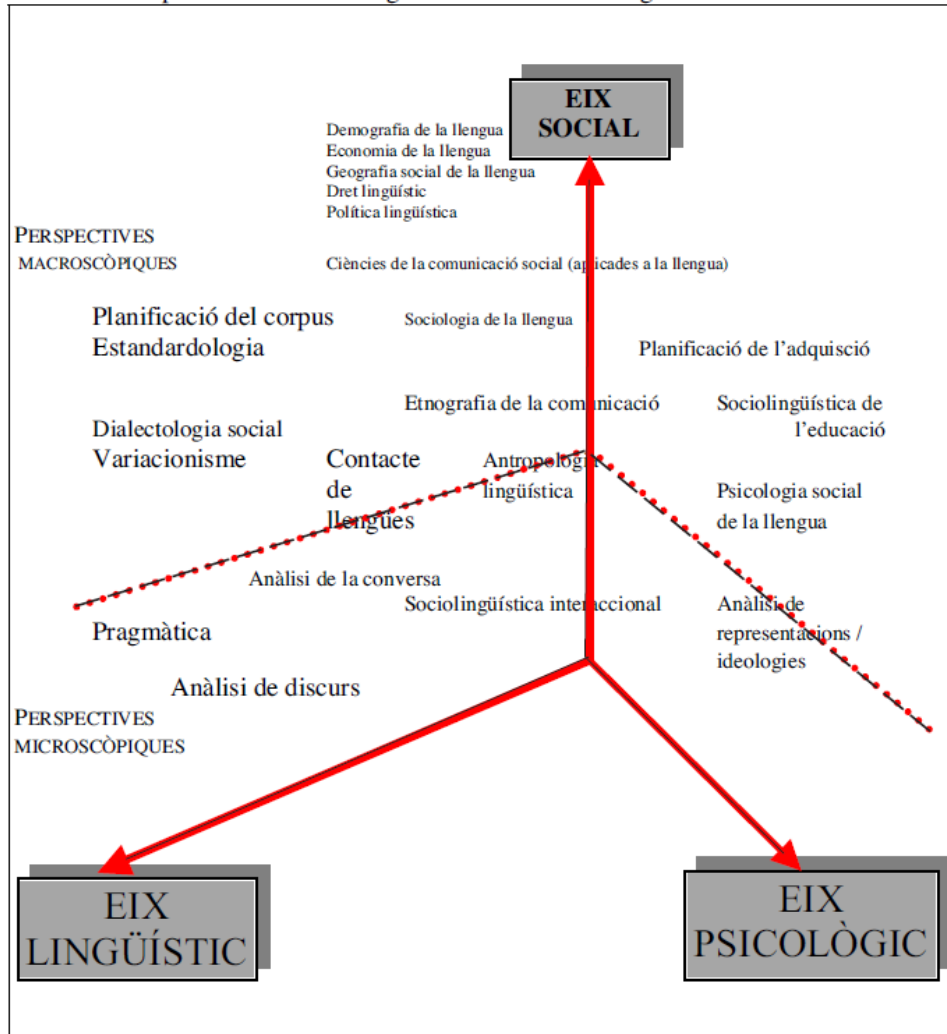 EIX
SOCIAL
Demografia de la llengua
Economia de la llengua
Geografia social de la llengua
Dret lingüístic
Política lingüística
PERSPECTIVES
MACROSCÒPIQUES
Ciències de la comunicació social (aplicades a la llengua)
Planificació del corpus
Estandardologia
Sociologia de la llengua
Planificació de l'adquisció
Etnografia de la comunicació
Sociolingüística de
l'educació
Dialectologia social
Variacionisme
Contacte
de
llengües
Antropologia
lingüística
Psicologia social
de la llengua
Anàlisi de la conversa
Sociolingüística interaccional
Anàlisi de
representacions /
ideologies
Pragmàtica
Anàlisi de discurs
PERSPECTIVES
MICROSCÒPIQUES
EIX
LINGÜÍSTIC
EIX
PSICOLÒGIC